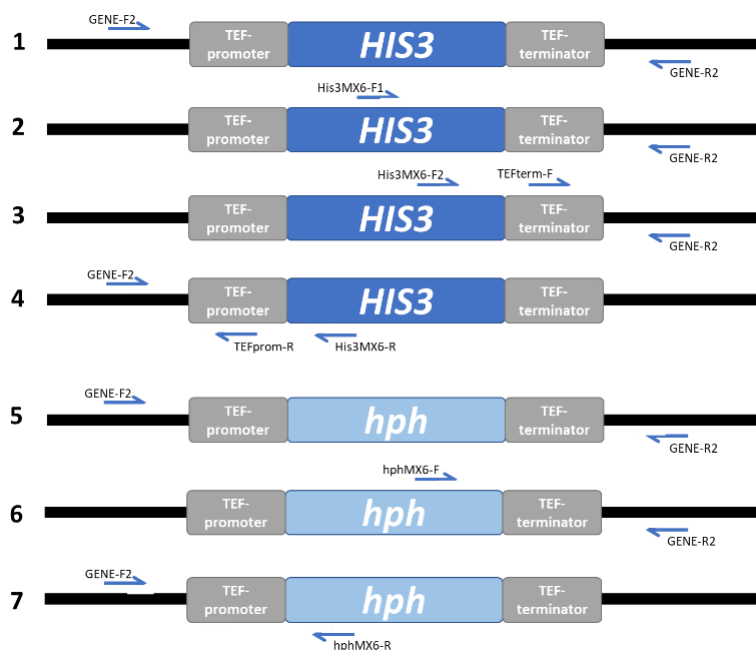 GENE-F2
1
TEF-
promoter
HIS3
TEF-
terminator
GENE-R2
His3MX6-F1
2
TEF-
promoter
HIS3
TEF-
terminator
GENE-R2
His3MX6-F2
TEFterm-F
3
TEF-
promoter
HIS3
TEF-
terminator
GENE-R2
GENE-F2
4
TEF-
promoter
HIS3
TEF-
terminator
TEFprom-R
His3MX6-R
GENE-F2
5
TEF-
promoter
hph
TEF-
terminator
GENE-R2
hphMX6-F
6
TEF-
promoter
hph
TEF-
terminator
GENE-R2
GENE-F2
7
TEF-
promoter
hph
TEF-
terminator
hphMX6-R